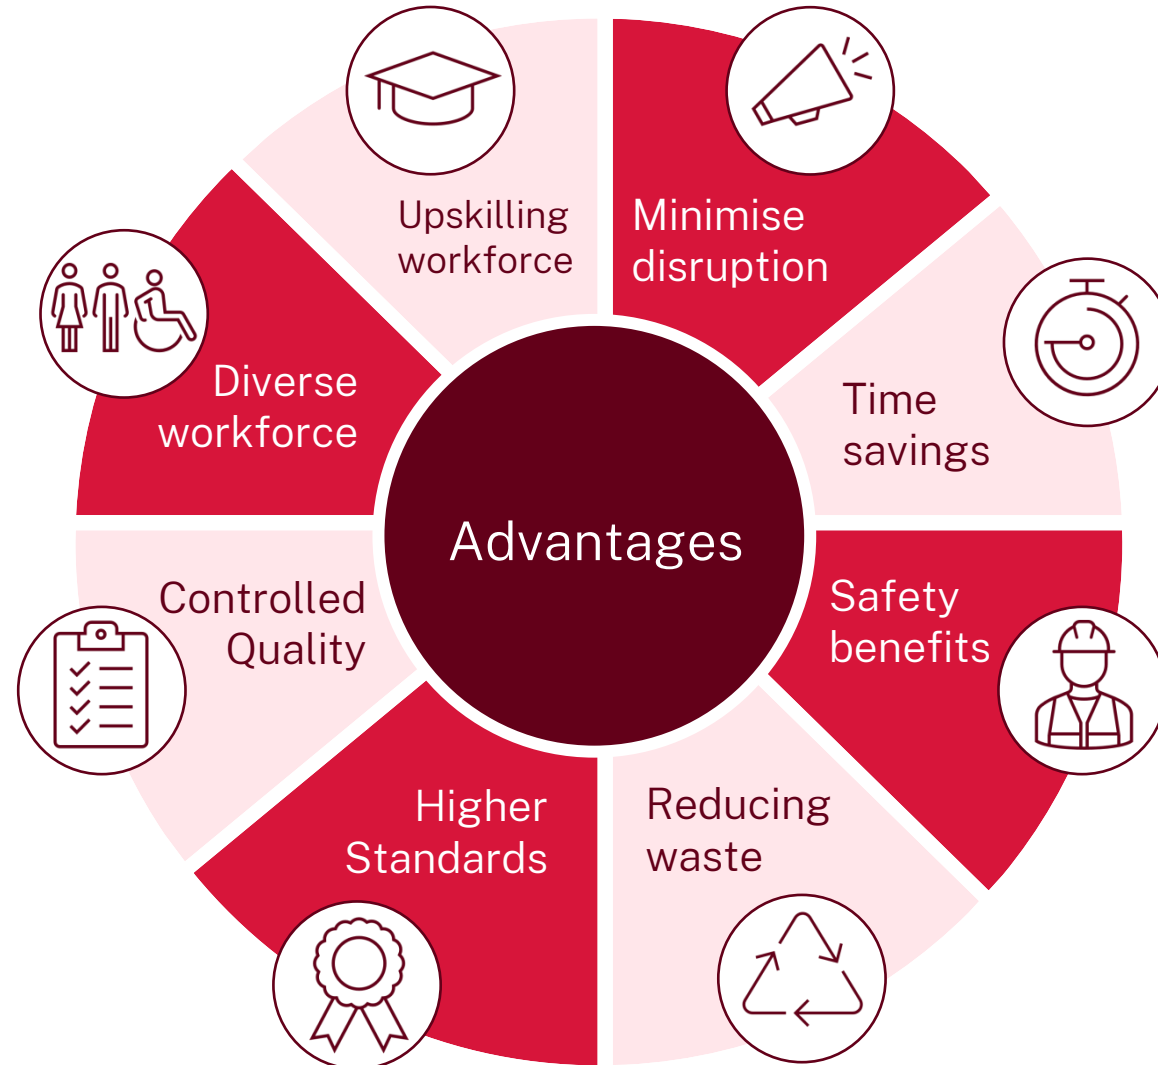 Upskilling
workforce
Minimise
disruption
Diverse
workforce
Time
savings
Advantages
Controlled
Quality
Safety
benefits
Higher
Standards
Reducing
waste